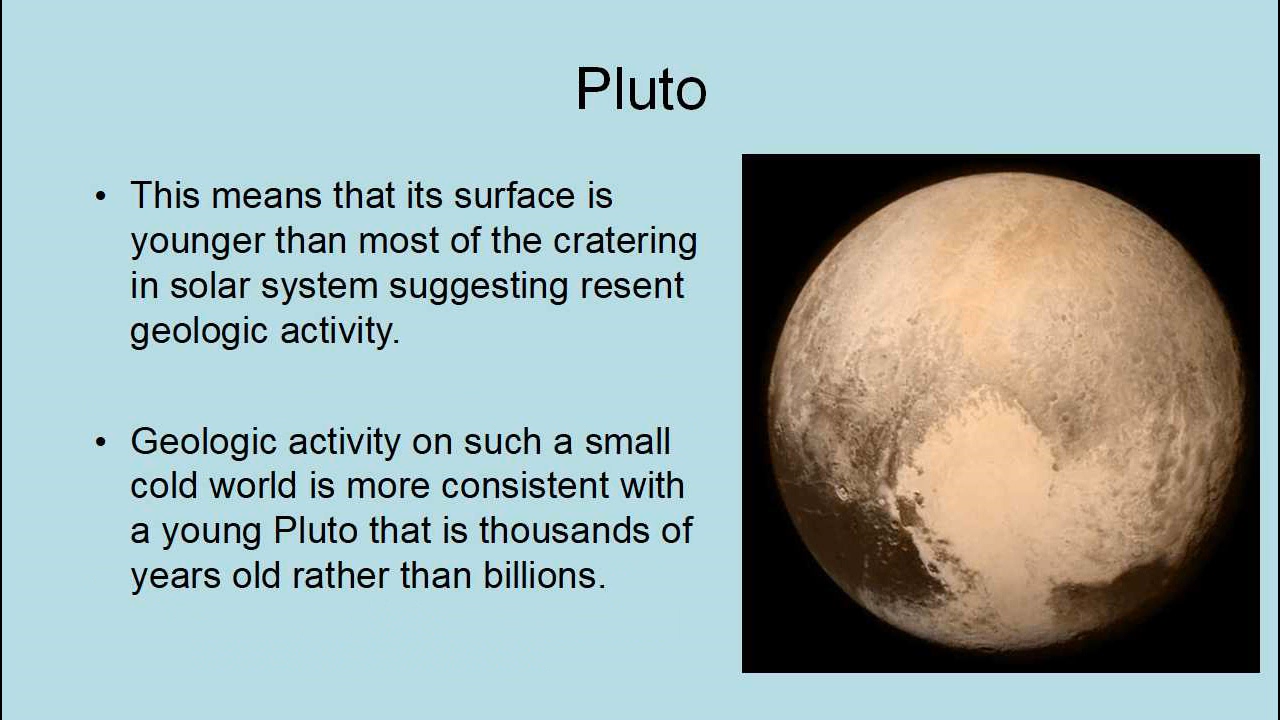 Pluto
• This means that its surface is
younger than most of the cratering
in solar system suggesting resent
geologic activity.
• Geologic activity on such a small
cold world is more consistent with
a young Pluto that is thousands of
years old rather than billions.